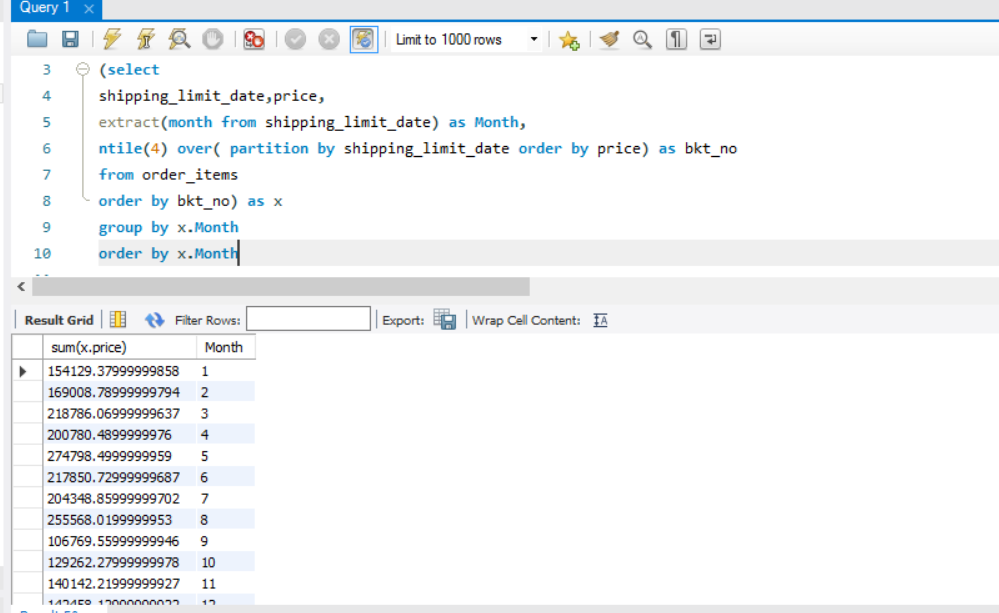 Query 1
Limit to 1000 rows
3 (select
4 shipping_limit_date,price,
5 extract(month from shipping_limit_date) as Month,
6 ntile(4) over( partition by shipping_limit_date order by price) as bkt_no
7 from order_items
8 order by bkt_no) as x
9 group by x.Month
10 order by x.Month
Result Grid Filter Rows: Export: Wrap Cell Content:
sum(x.price) Month
154129.37999999858 1
169008.78999999794 2
218786.06999999637 3
200780.4899999976 4
274798.4999999959 5
217850.72999999687 6
204348.85999999702 7
255568.0199999953 8
106769.55999999946 9
129262.27999999978 10
140142.21999999927 11
12